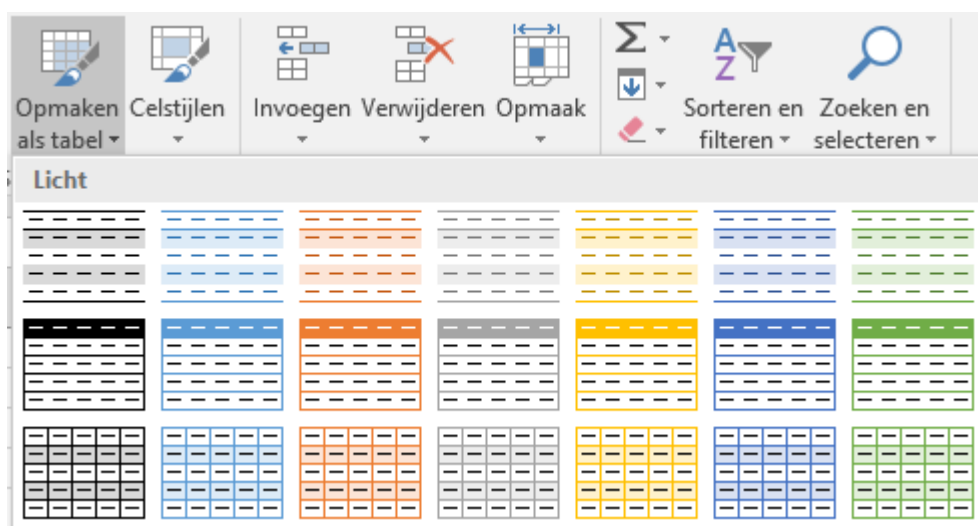 Opmaken als tabel
Celstijlen
Invoegen
Verwijderen
Opmaak
Σ
A
Z
Sorteren en filteren
Zoeken en selecteren
Licht